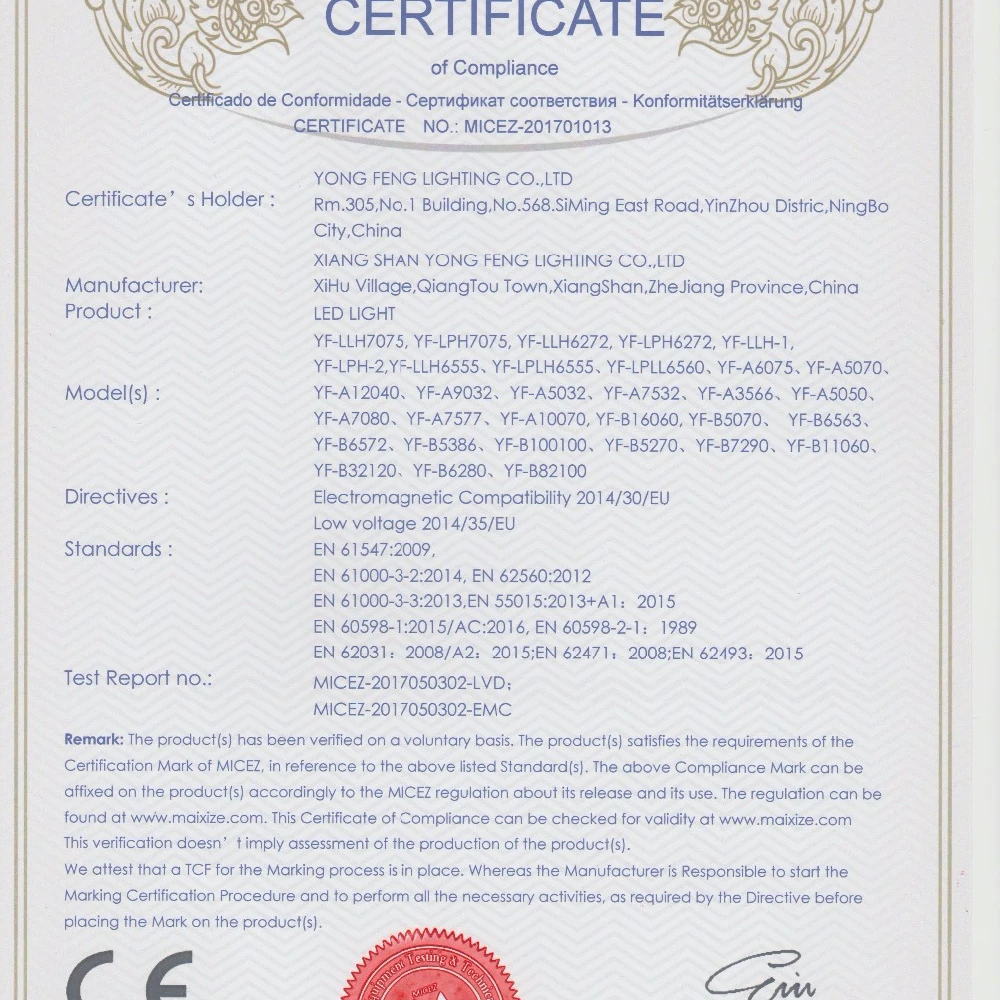 CERTIFICATE
of Compliance
Certificado de Conformidade - Сертификат соответствия - Konformitätserklärung
CERTIFICATE NO.: MICEZ-201701013
Certificate’s Holder :
YONG FENG LIGHTING CO.,LTD
Rm.305,No.1 Building,No.568.SiMing East Road,YinZhou Distric,NingBo
City,China
XIANG SHAN YONG FENG LIGHTING CO.,LTD
Manufacturer: XiHu Village,QiangTou Town,XiangShan,ZheJiang Province,China
Product : LED LIGHT
YF-LLH7075, YF-LPH7075, YF-LLH6272, YF-LPH6272, YF-LLH-1,
YF-LPH-2,YF-LLH6555、YF-LPLH6555、YF-LPLL6560、YF-A6075、YF-A5070、
Model(s) : YF-A12040、YF-A9032、YF-A5032、YF-A7532、YF-A3566、YF-A5050、
YF-A7080、YF-A7577、YF-A10070, YF-B16060, YF-B5070、 YF-B6563、
YF-B6572、YF-B5386、YF-B100100、YF-B5270、YF-B7290、YF-B11060、
YF-B32120、YF-B6280、YF-B82100
Directives : Electromagnetic Compatibility 2014/30/EU
Low voltage 2014/35/EU
Standards : EN 61547:2009,
EN 61000-3-2:2014, EN 62560:2012
EN 61000-3-3:2013,EN 55015:2013+A1：2015
EN 60598-1:2015/AC:2016, EN 60598-2-1：1989
EN 62031：2008/A2：2015;EN 62471：2008;EN 62493：2015
Test Report no.: MICEZ-2017050302-LVD;
MICEZ-2017050302-EMC
Remark: The product(s) has been verified on a voluntary basis. The product(s) satisfies the requirements of the
Certification Mark of MICEZ, in reference to the above listed Standard(s). The above Compliance Mark can be
affixed on the product(s) accordingly to the MICEZ regulation about its release and its use. The regulation can be
found at www.maixize.com. This Certificate of Compliance can be checked for validity at www.maixize.com
This verification doesn’t imply assessment of the production of the product(s).
We attest that a TCF for the Marking process is in place. Whereas the Manufacturer is Responsible to start the
Marking Certification Procedure and to perform all the necessary activities, as required by the Directive before
placing the Mark on the product(s).
CE
Testing &
MICEZ